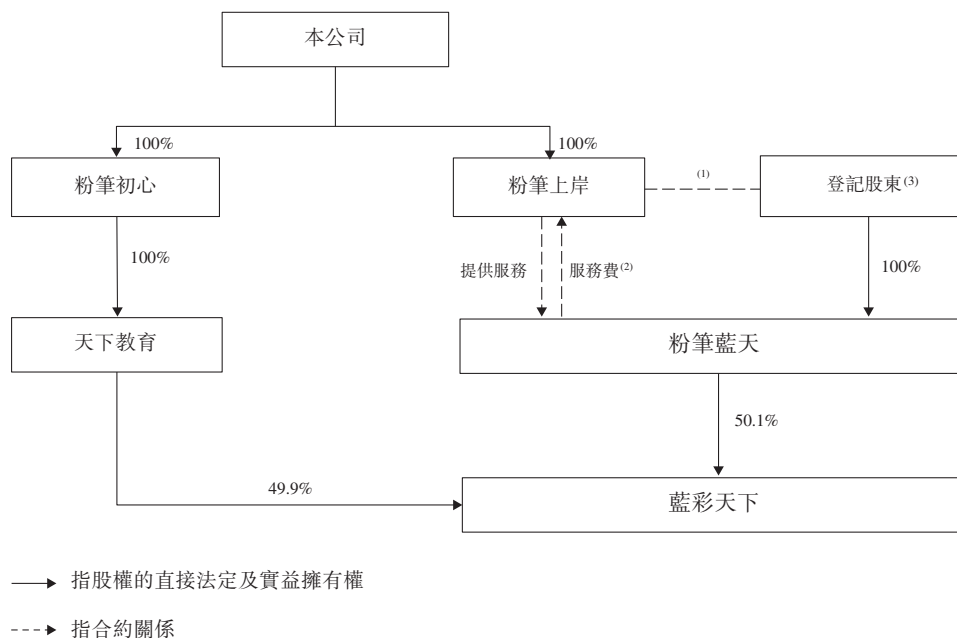 本公司
100%
100%
粉筆初心
粉筆上岸
(1)
登記股東(3)
100%
提供服務
服務費(2)
100%
天下教育
粉筆藍天
50.1%
49.9%
藍彩天下
指股權的直接法定及實益擁有權
指合約關係